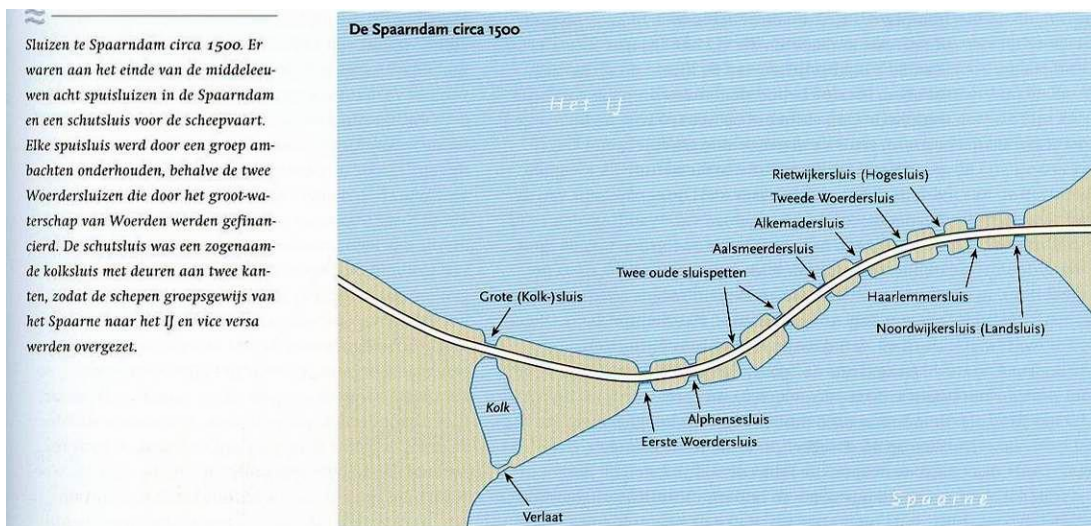 Sluizen te Spaarndam circa 1500. Er
waren aan het einde van de middeleeu-
wen acht spuisluizen in de Spaarndam
en een schutsluis voor de scheepvaart.
Elke spuisluis werd door een groep am-
bachten onderhouden, behalve de twee
Woerdersluizen die door het groot-wa-
terschap van Woerden werden gefinan-
cierd. De schutsluis was een zogenaam-
de kolksluis met deuren aan twee kan-
ten, zodat de schepen groepsgewijs van
het Spaarne naar het IJ en vice versa
werden overgezet.
De Spaarndam circa 1500
Het IJ
Rietwijkersluis (Hogesluis)
Tweede Woerdersluis
Alkemadersluis
Aalsmeerdersluis
Twee oude sluispetten
Grote (Kolk-)sluis
Haarlemmersluis
Noordwijkersluis (Landsluis)
Kolk
Alphensesluis
Eerste Woerdersluis
Verlaat
Spaarne